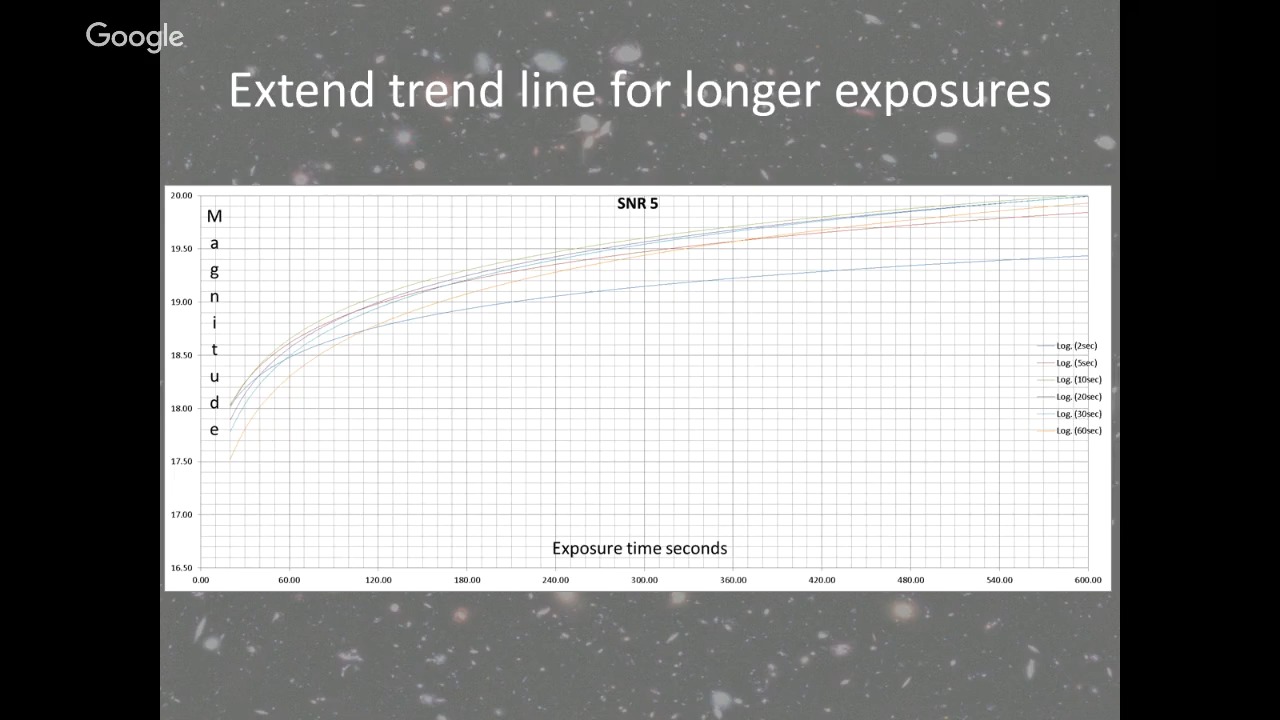 Google
Extend trend line for longer exposures
SNR 5
20.00
19.50
19.00
18.50
18.00
17.50
17.00
16.50
M
a
g
n
i
t
u
d
e
Log. (2sec)
Log. (5sec)
Log. (10sec)
Log. (20sec)
Log. (30sec)
Log. (60sec)
Exposure time seconds
0.00 60.00 120.00 180.00 240.00 300.00 360.00 420.00 480.00 540.00 600.00